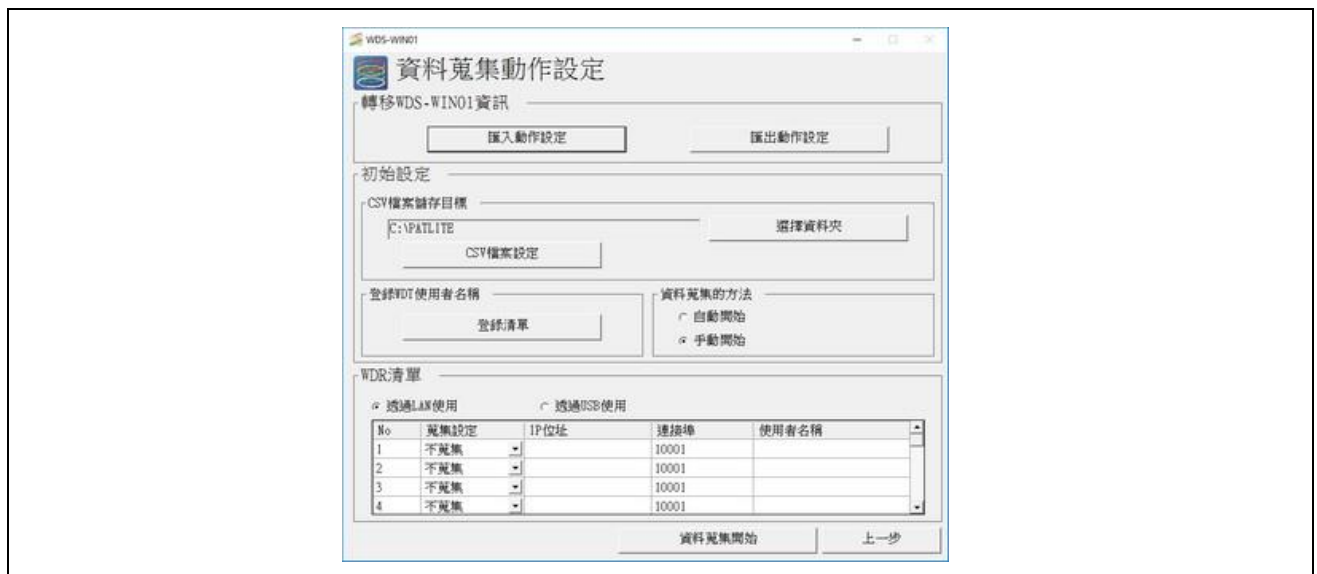 WDS-WIN01
資料蒐集動作設定
轉移WDS-WIN01資訊
匯入動作設定 匯出動作設定
初始設定
CSV檔案儲存目標
C:\PATLITE 選擇資料夾
CSV檔案設定
登錄WDT使用者名稱 資料蒐集的方法
登錄清單 自動開始
手動開始
WDR清單
透過LAN使用 透過USB使用
No 蒐集設定 IP位址 連接埠 使用者名稱
1 不蒐集 10001
2 不蒐集 10001
3 不蒐集 10001
4 不蒐集 10001
資料蒐集開始 上一步